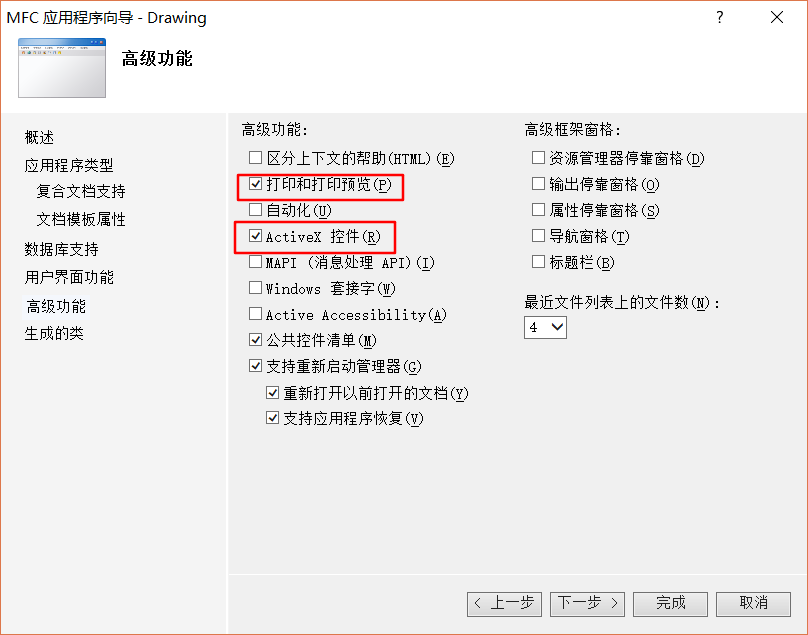 MFC 应用程序向导 - Drawing
高级功能
概述
应用程序类型
复合文档支持
文档模板属性
数据库支持
用户界面功能
高级功能
生成的类
高级功能:
区分上下文的帮助(HTML)(E)
打印和打印预览(P)
自动化(U)
ActiveX 控件(R)
MAPI (消息处理 API)(I)
Windows 套接字(W)
Active Accessibility(A)
公共控件清单(M)
支持重新启动管理器(G)
重新打开以前打开的文档(Y)
支持应用程序恢复(V)
高级框架窗格:
资源管理器停靠窗格(D)
输出停靠窗格(O)
属性停靠窗格(S)
导航窗格(T)
标题栏(B)
最近文件列表上的文件数(N):
4
< 上一步
下一步 >
完成
取消